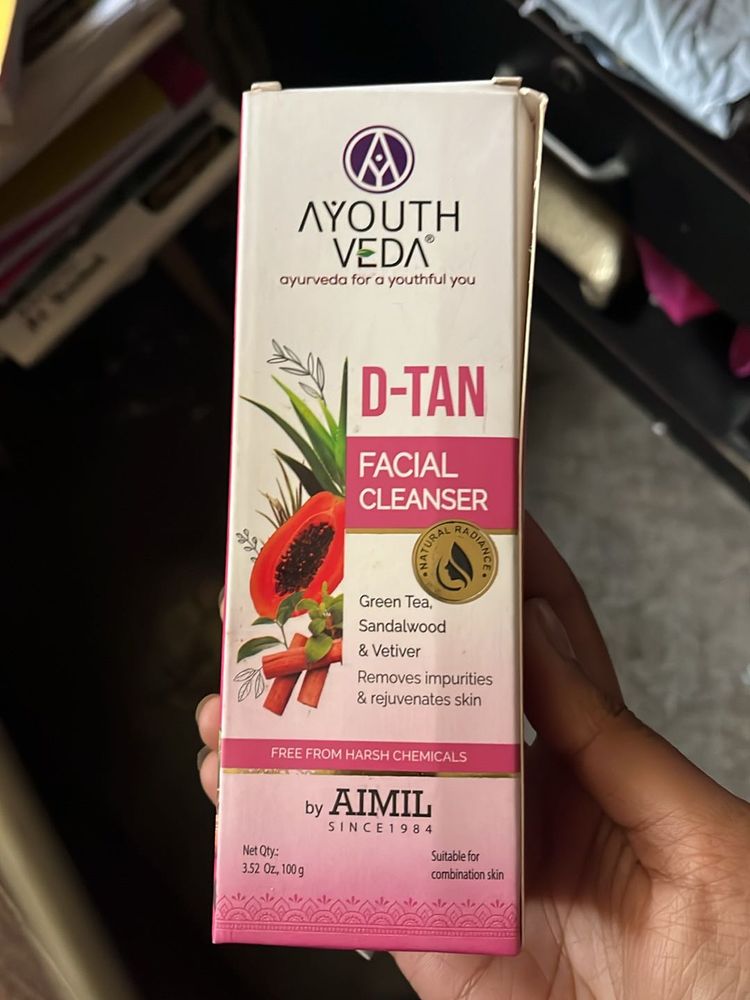 AYOUTH
VEDA®
ayurveda for a youthful you
D-TAN
FACIAL
CLEANSER
NATURAL RADIANCE
Green Tea,
Sandalwood
& Vetiver
Removes impurities
& rejuvenates skin
FREE FROM HARSH CHEMICALS
by AIMIL
SINCE1984
Net Qty.:
3.52 Oz., 100 g
Suitable for
combination skin